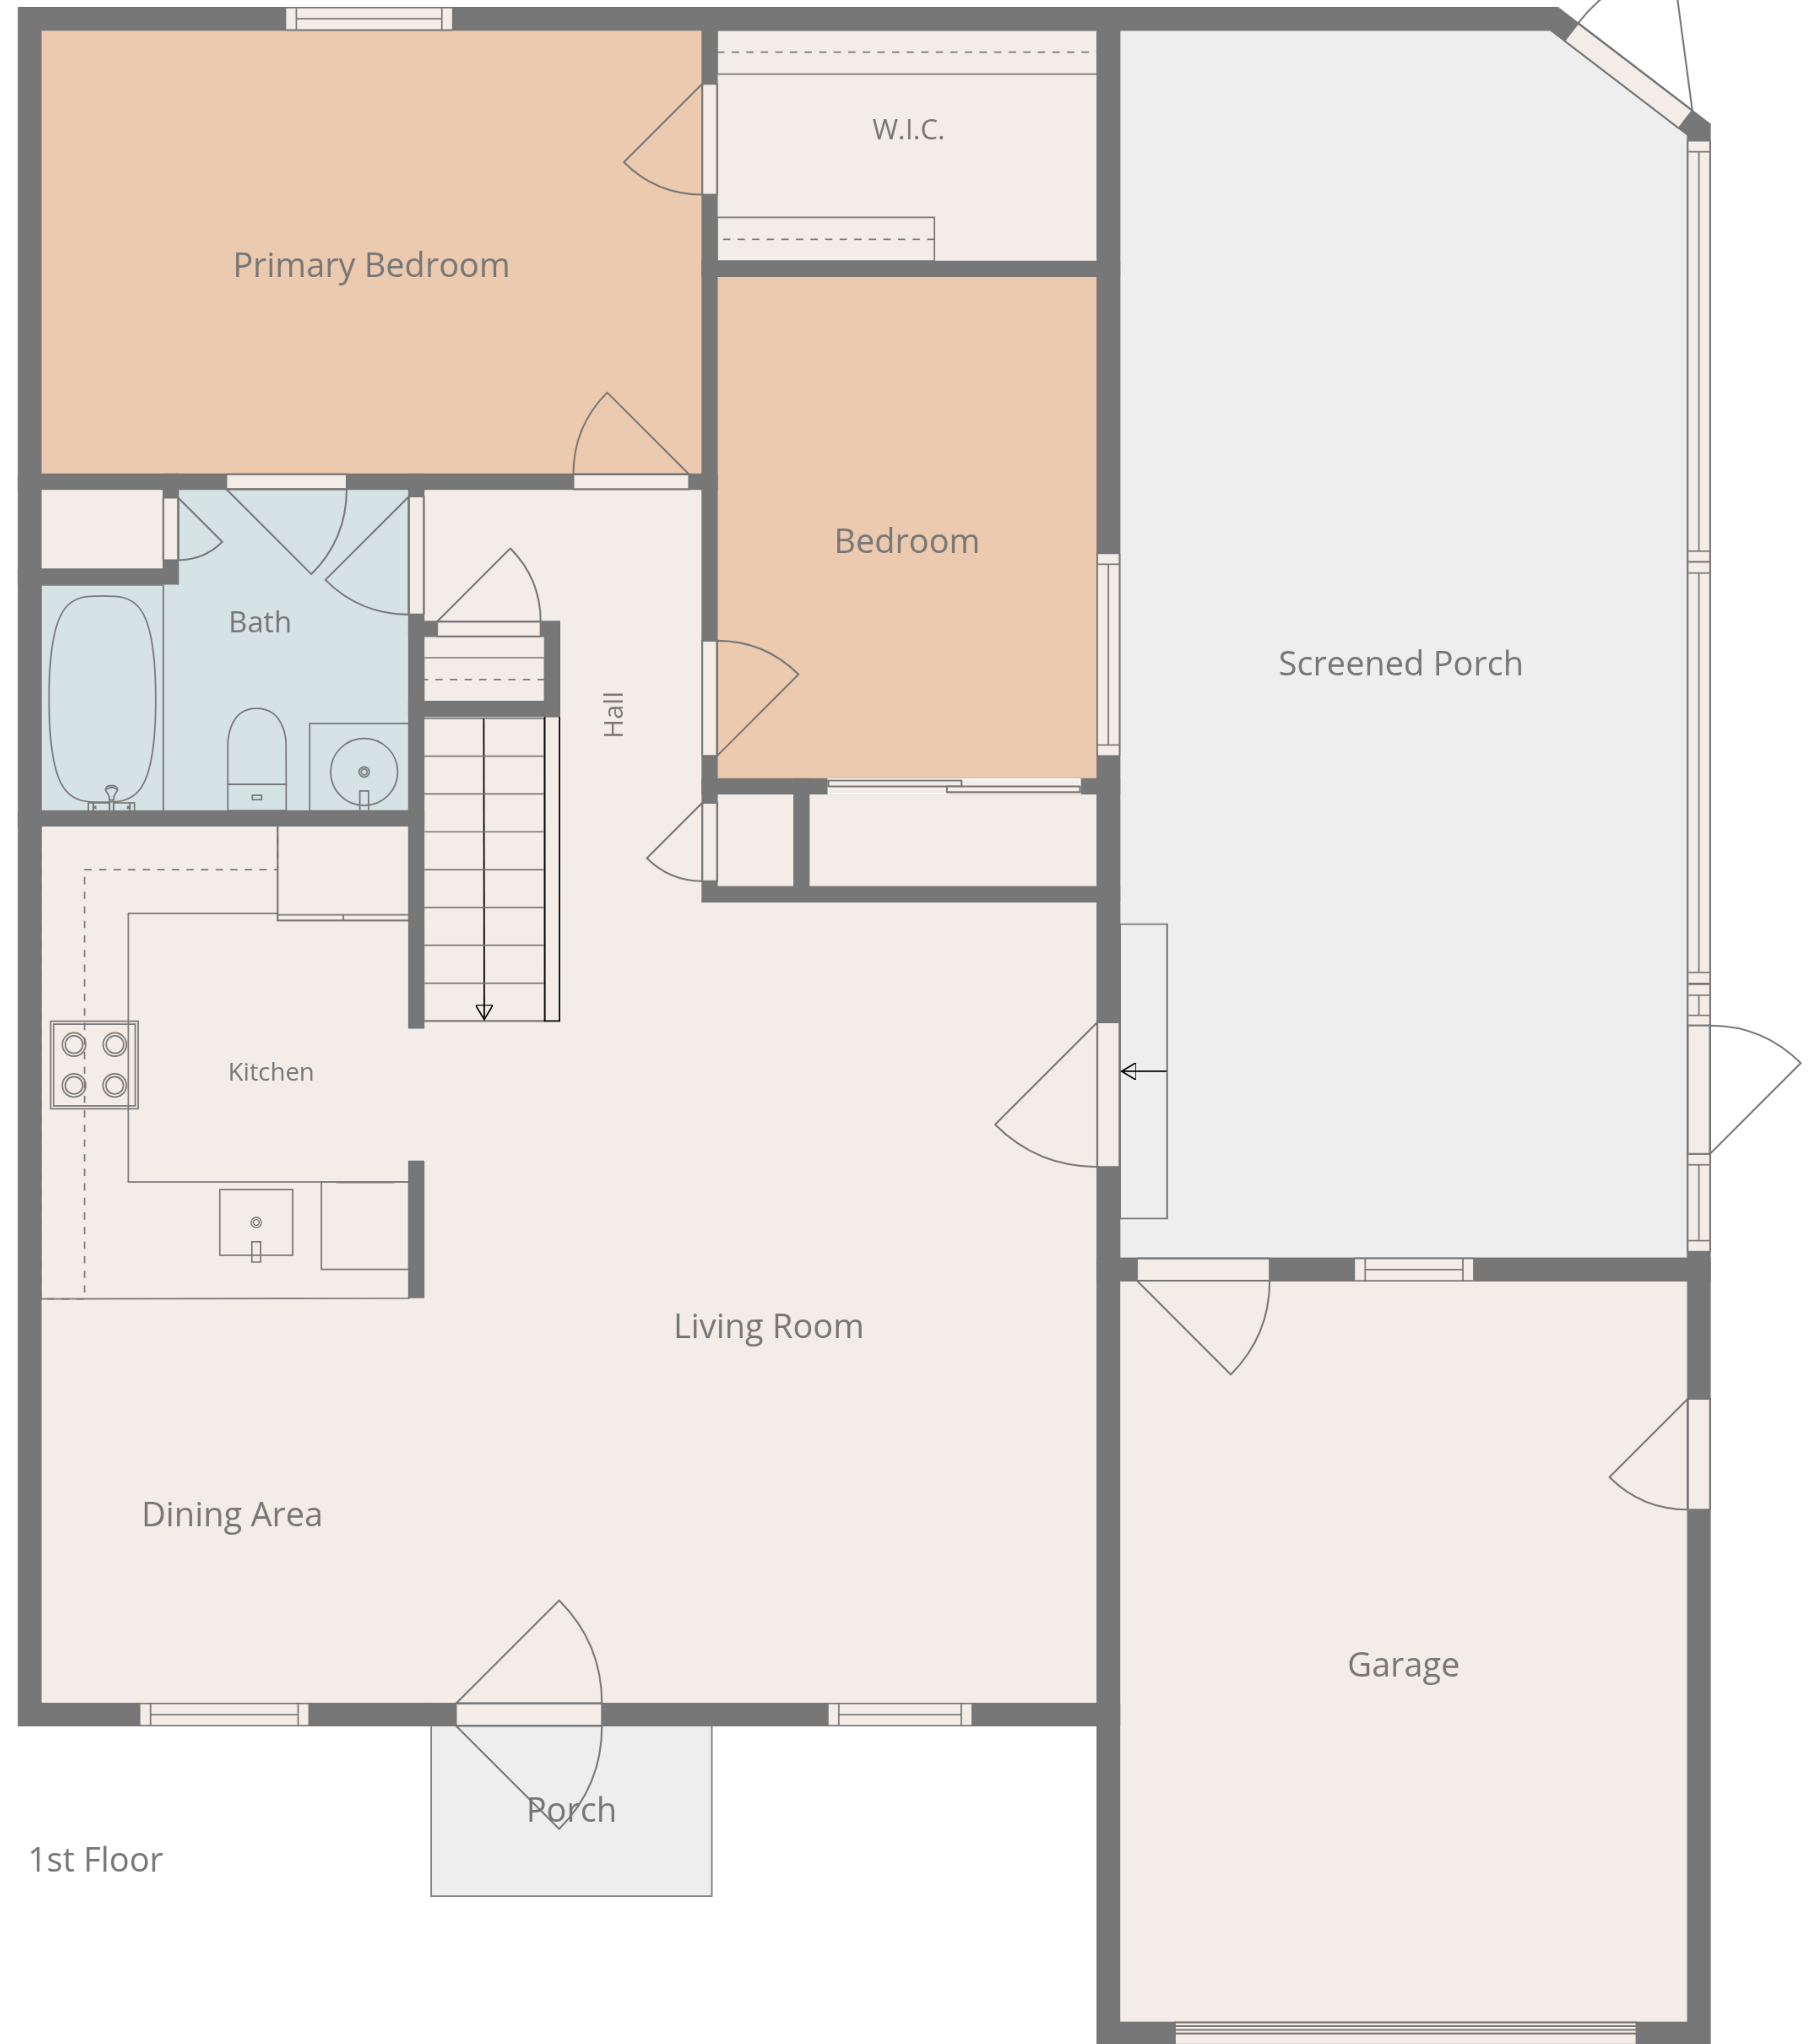 W.I.C.
Primary Bedroom
Bedroom
Bath
Screened Porch
Hall
Kitchen
Living Room
Dining Area
Garage
Porch
1st Floor